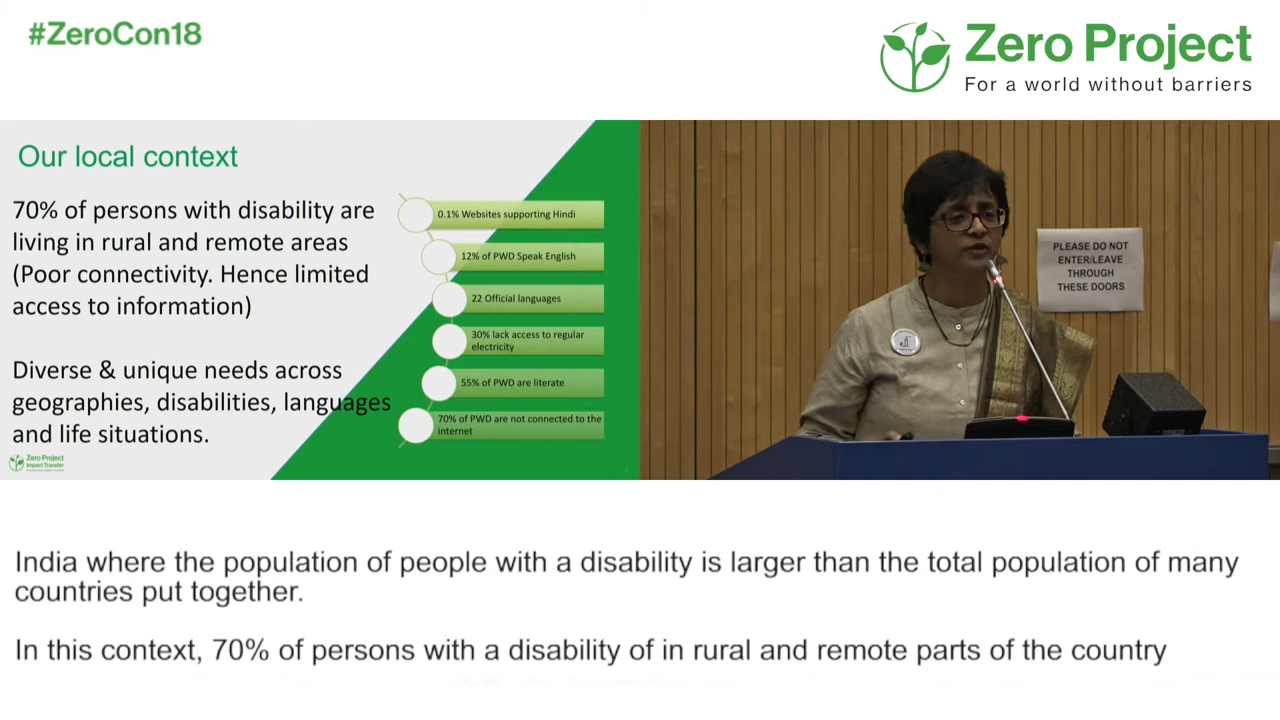 #ZeroCon18
Zero Project
For a world without barriers
Our local context
70% of persons with disability are
living in rural and remote areas
(Poor connectivity. Hence limited
access to information)
Diverse & unique needs across
geographies, disabilities, languages
and life situations.
0.1% Websites supporting Hindi
12% of PWD Speak English
22 Official languages
30% lack access to regular
electricity
55% of PWD are literate
70% of PWD are not connected to the
internet
Zero Project
Impact Transfer
PLEASE DO NOT
ENTER/LEAVE
THROUGH
THESE DOORS
India where the population of people with a disability is larger than the total population of many
countries put together.
In this context, 70% of persons with a disability of in rural and remote parts of the country